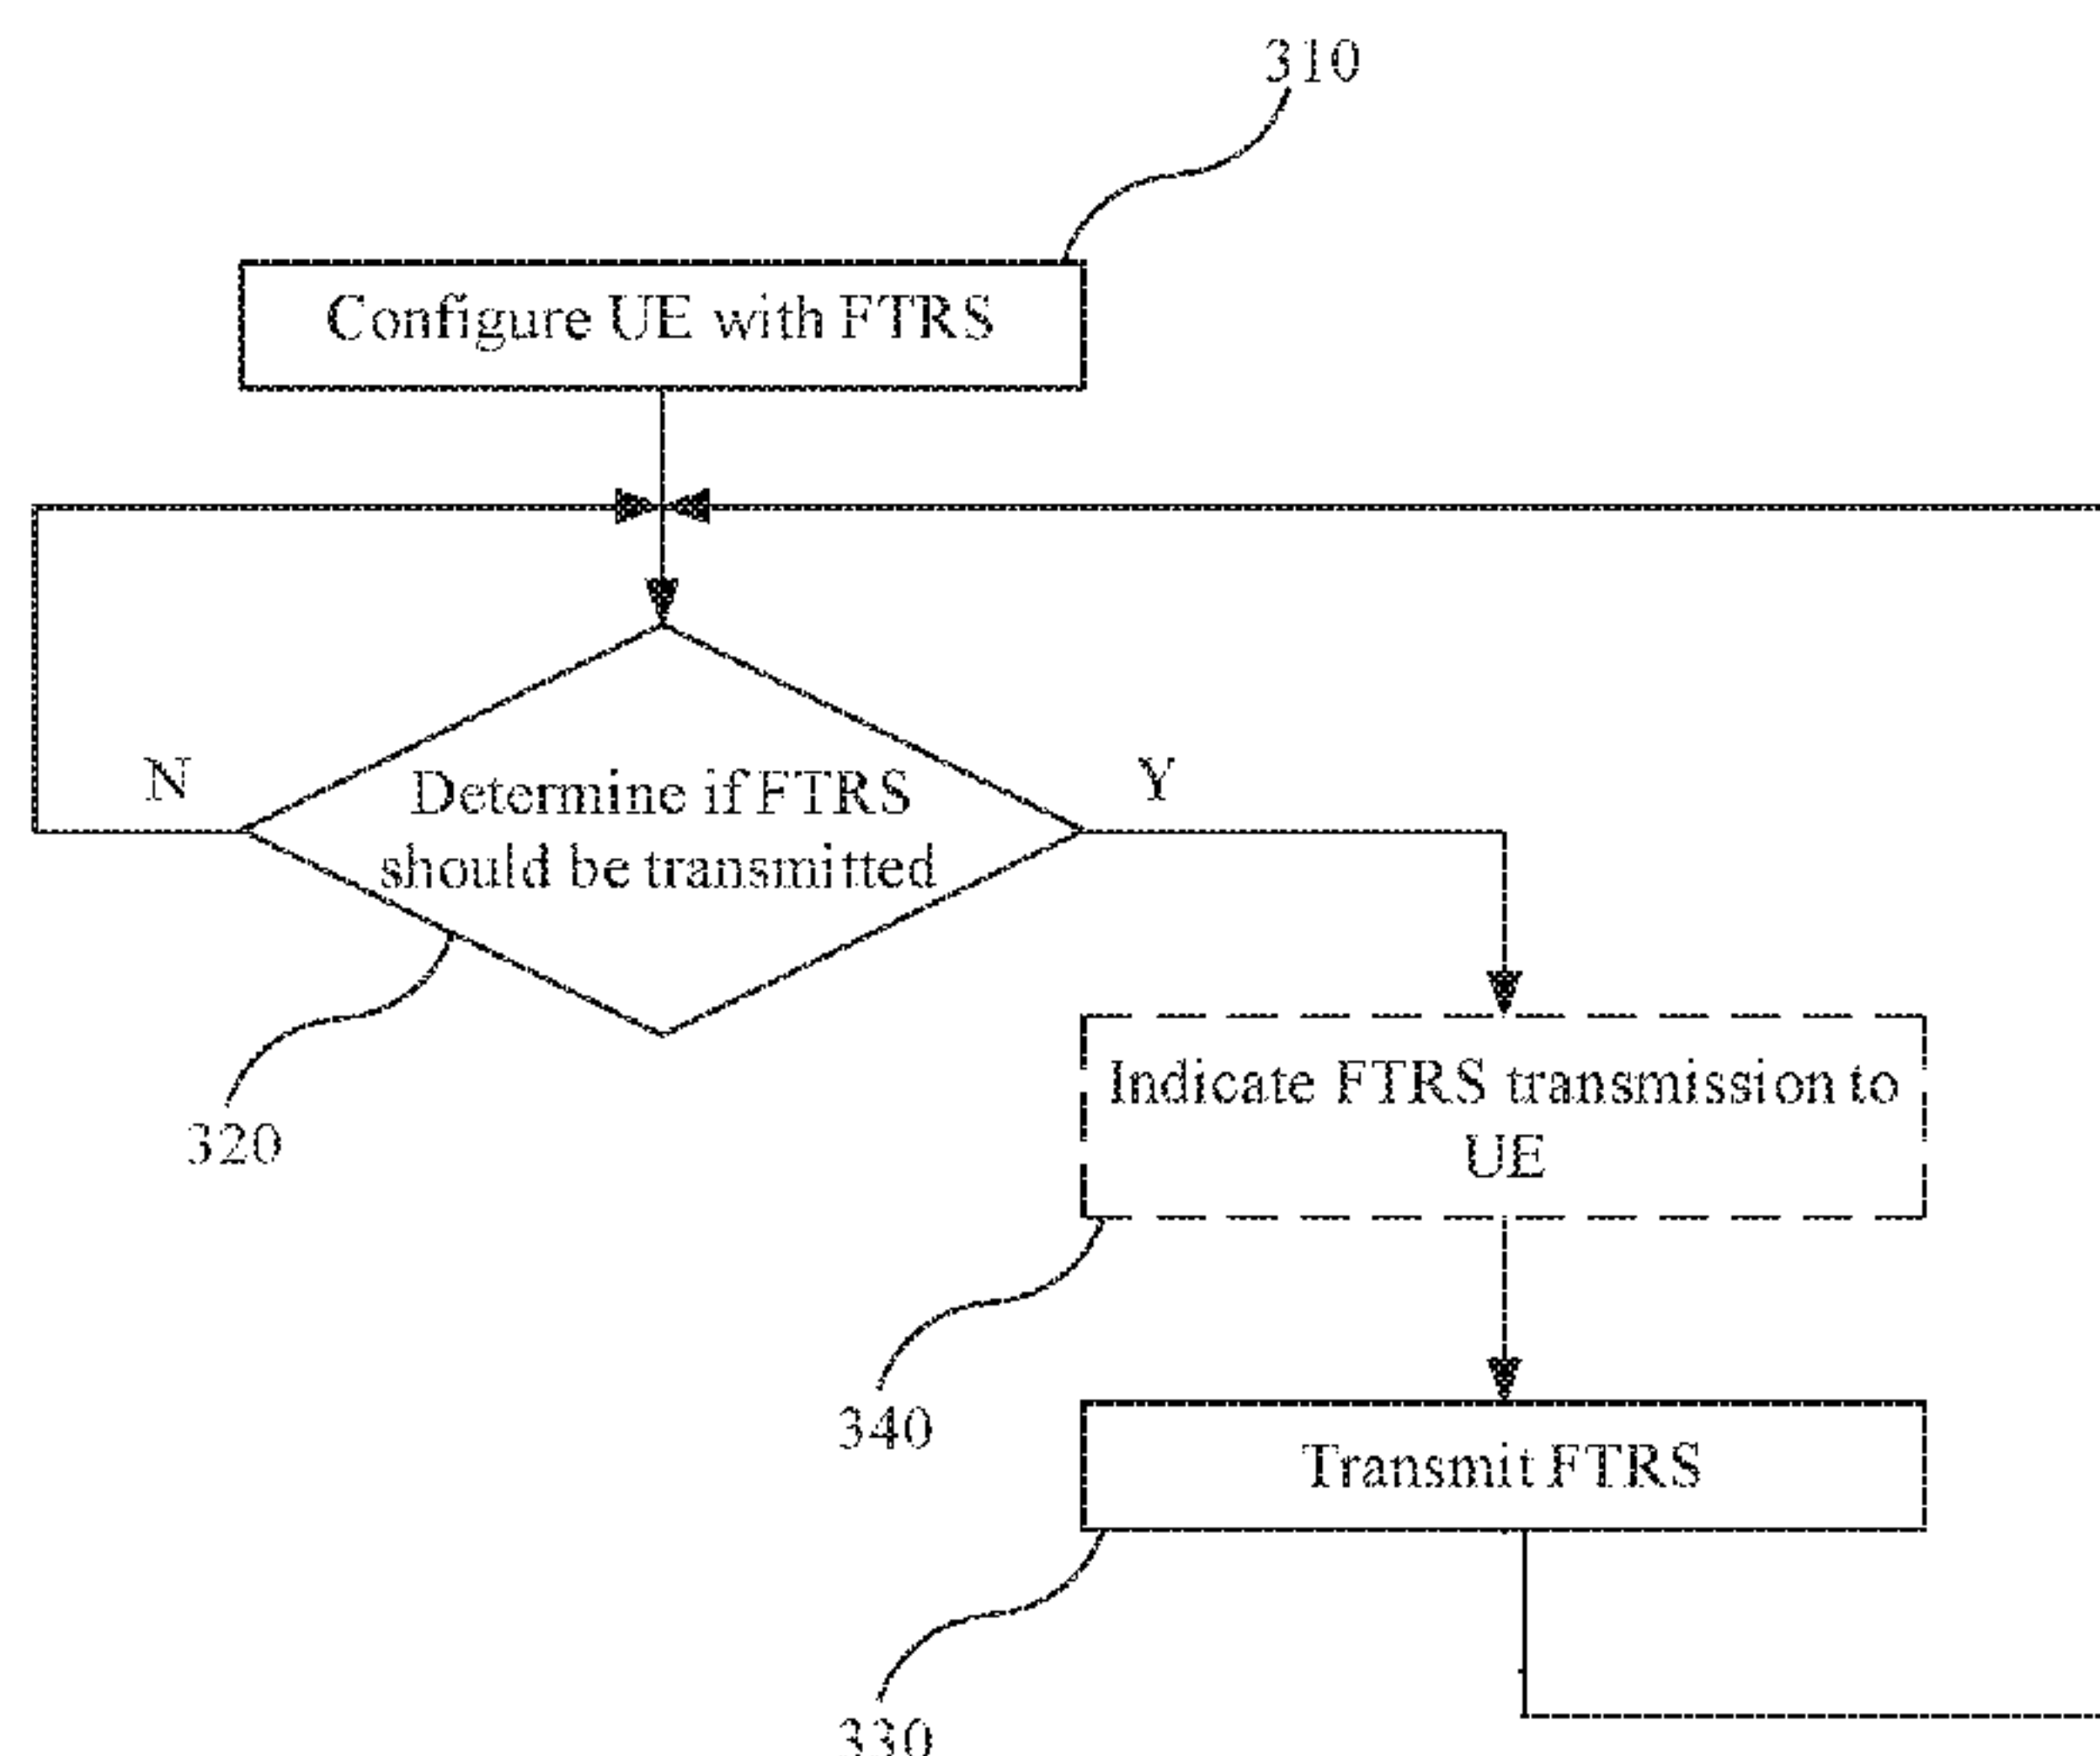 310
Configure UE with FTRS
N
Y
Determine if FTRS
should be transmitted
320
Indicate FTRS transmission to
UE
340
Transmit FTRS
330